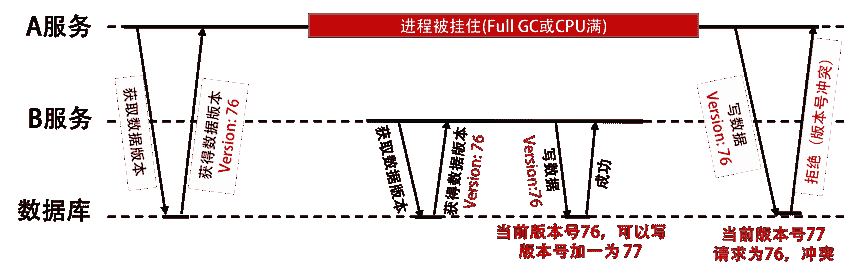 A服务
进程被挂住(Full GC或CPU满)
获取数据版本
获得数据版本
Version: 76
写数据
Version: 76
拒绝（版本号冲突）
B服务
获取数据版本
获得数据版本
Version: 76
写数据
Version:76
成功
数据库
当前版本号76，可以写
版本号加一为 77
当前版本号77
请求为76，冲突